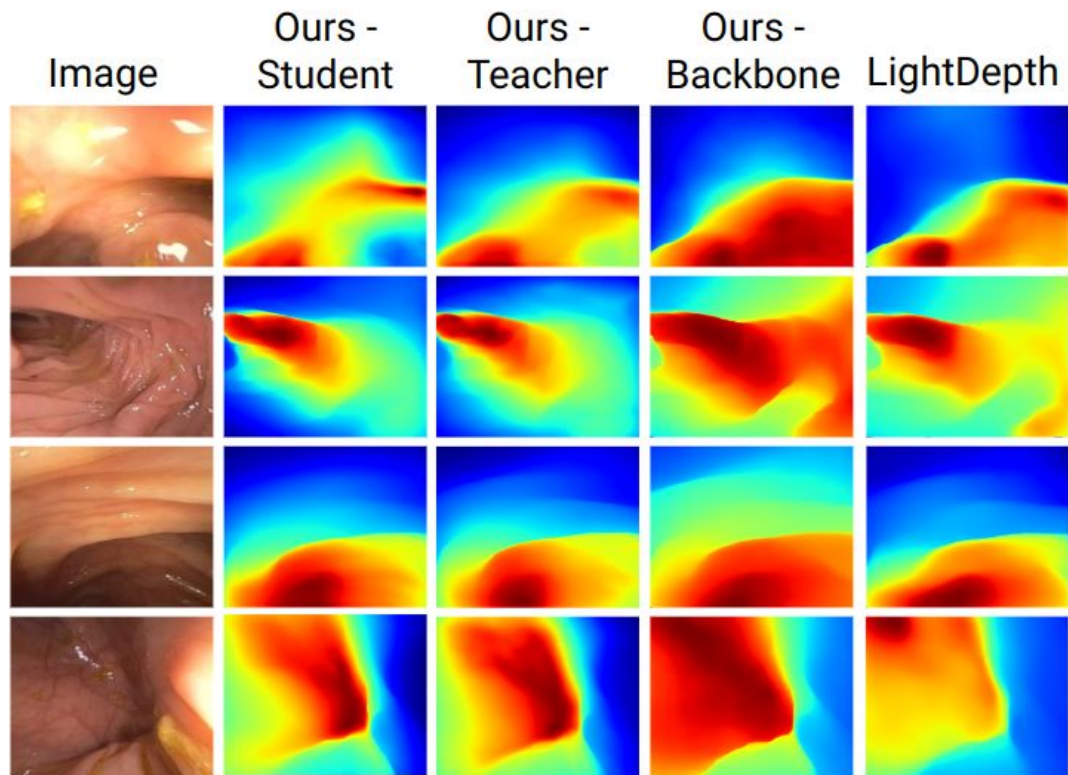 Image
Ours -
Student
Ours -
Teacher
Ours -
Backbone
LightDepth